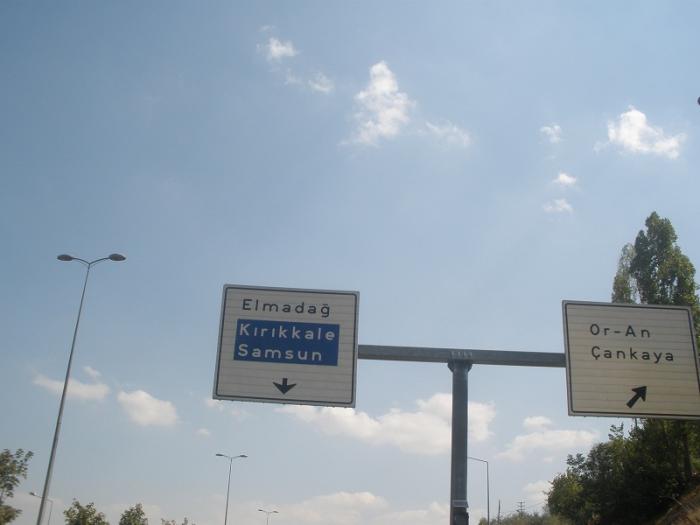 Elmadağ
Kırıkkale
Samsun
Or-An
Çankaya